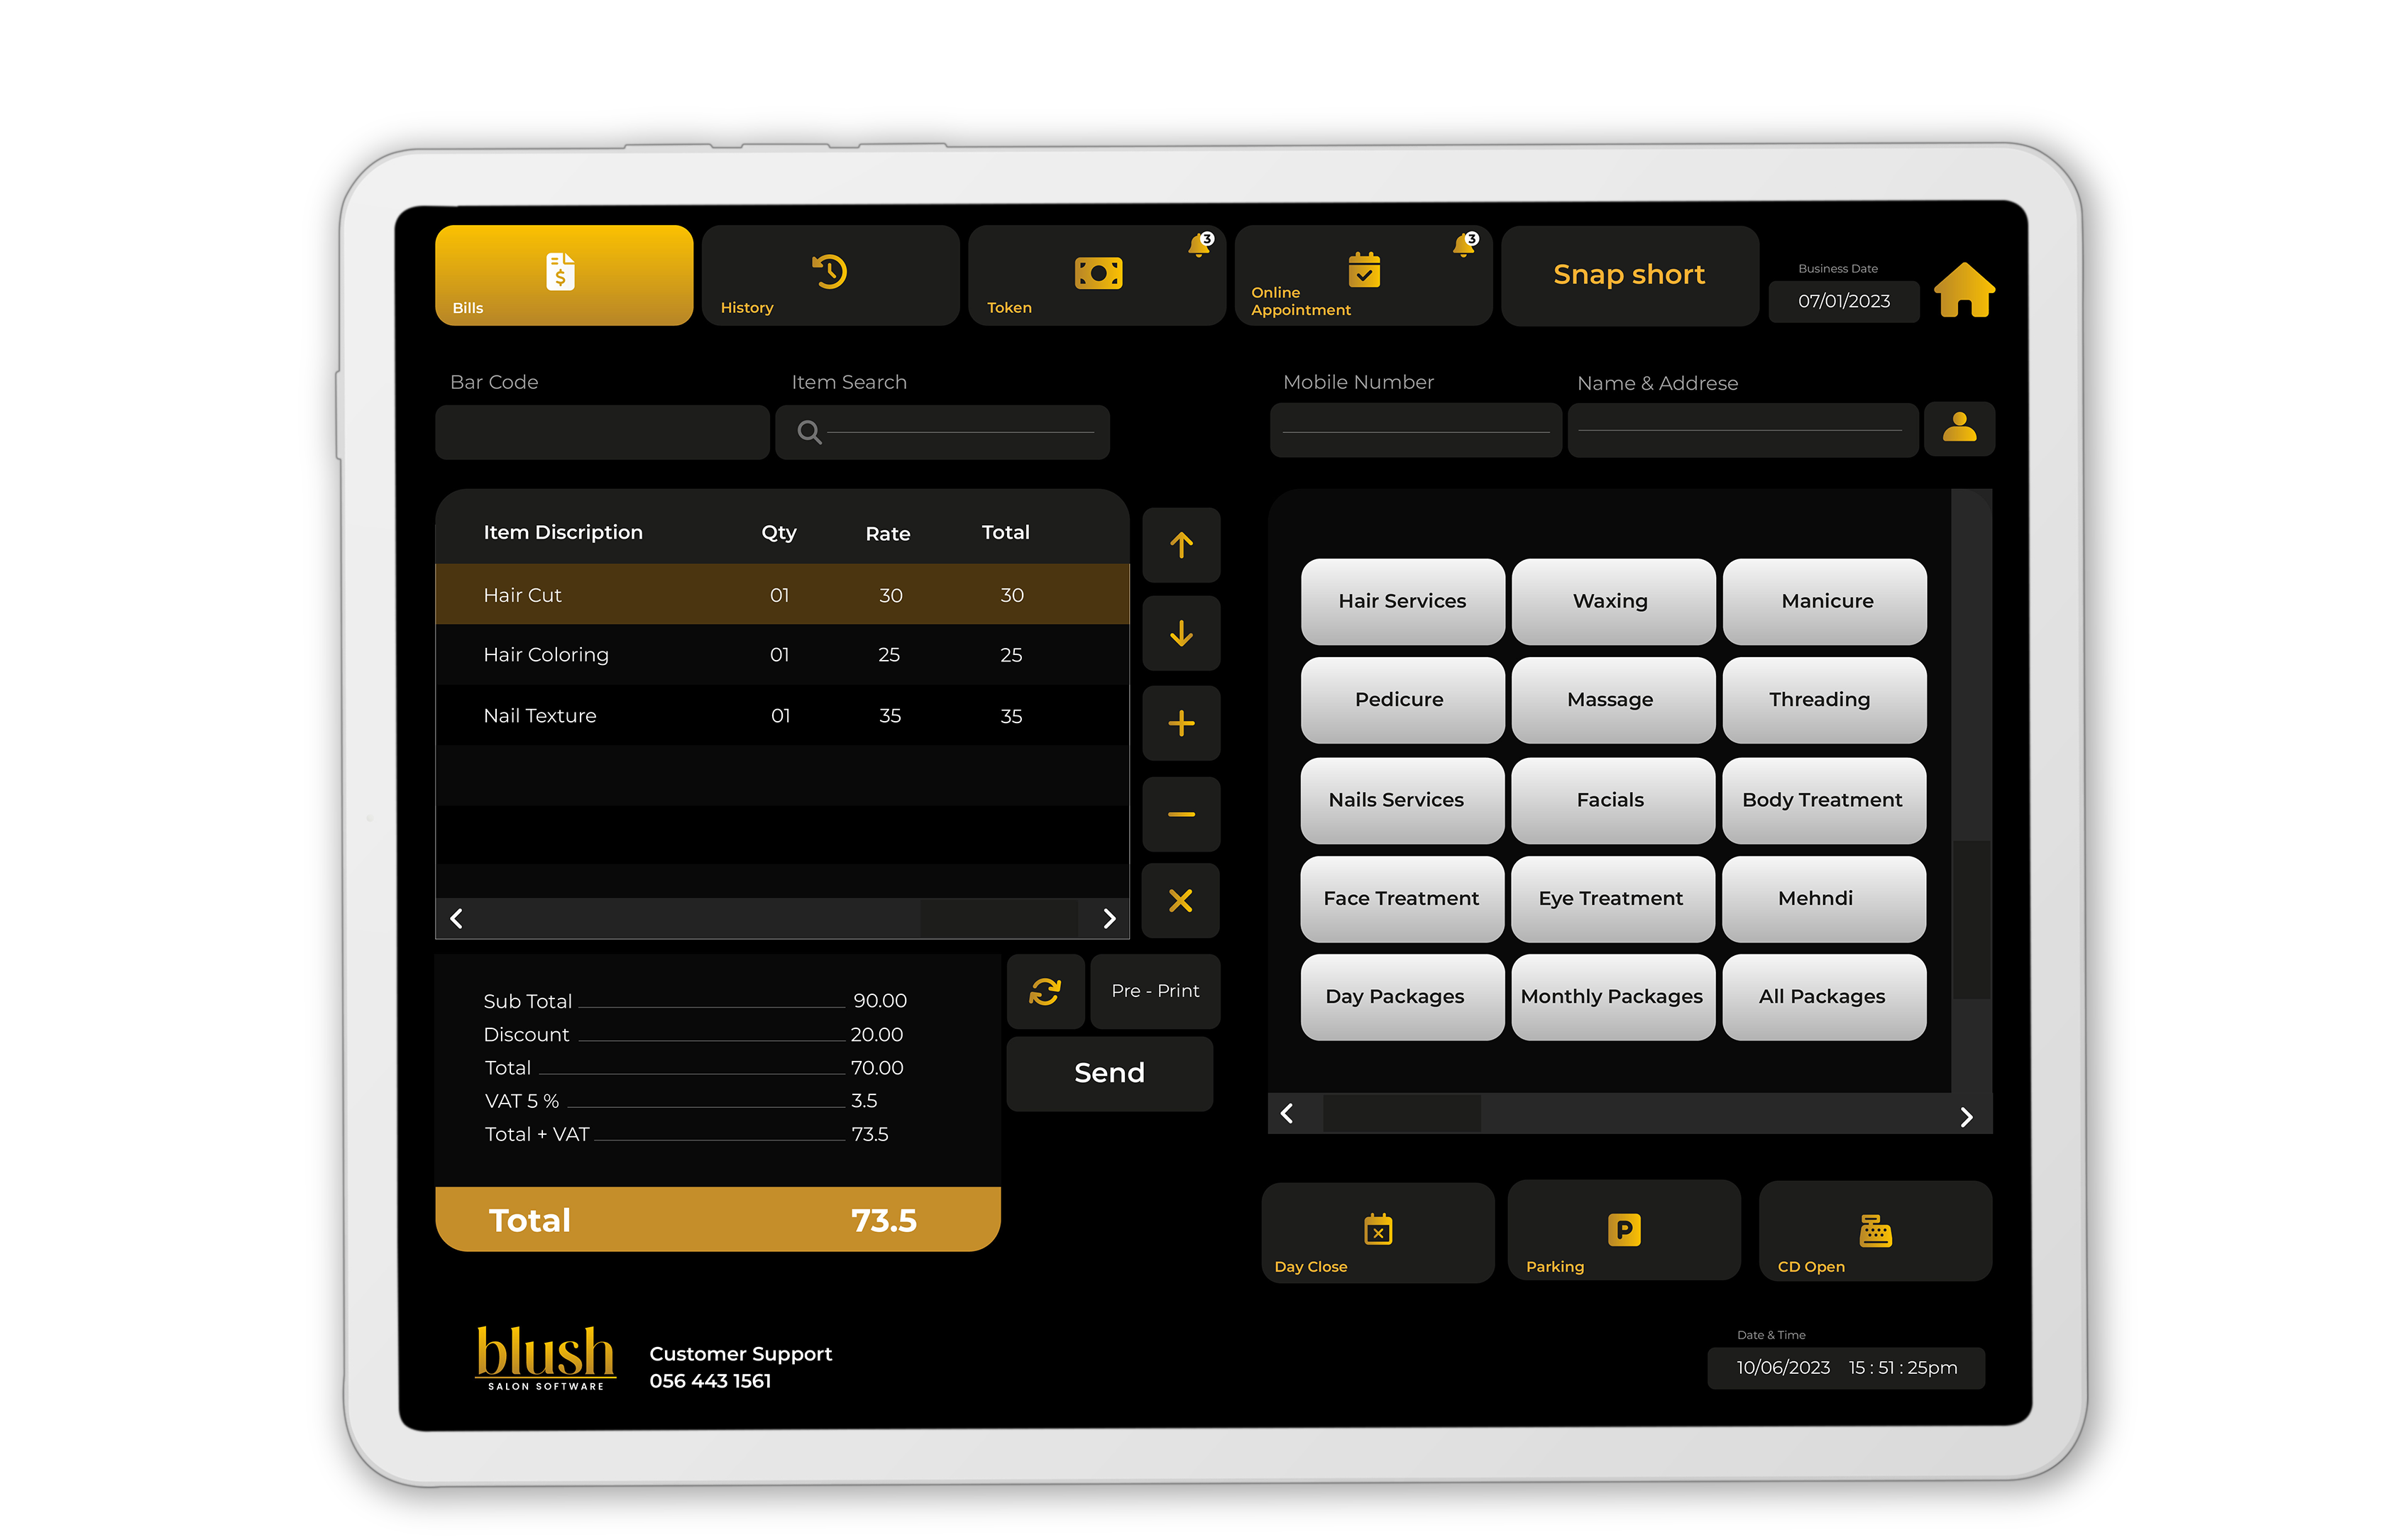 Bills
History
3
Token
3
Online
Appointment
Snap short
Business Date
07/01/2023
Bar Code
Item Search
Mobile Number
Name & Addrese
Item Discription Qty Rate Total
Hair Cut 01 30 30
Hair Coloring 01 25 25
Nail Texture 01 35 35
Hair Services Waxing Manicure
Pedicure Massage Threading
Nails Services Facials Body Treatment
Face Treatment Eye Treatment Mehndi
Day Packages Monthly Packages All Packages
Sub Total 90.00
Discount 20.00
Total 70.00
VAT 5 % 3.5
Total + VAT 73.5
Total 73.5
Pre - Print
Send
Day Close
P
Parking
CD Open
blush
SALON SOFTWARE
Customer Support
056 443 1561
Date & Time
10/06/2023 15 : 51 : 25pm